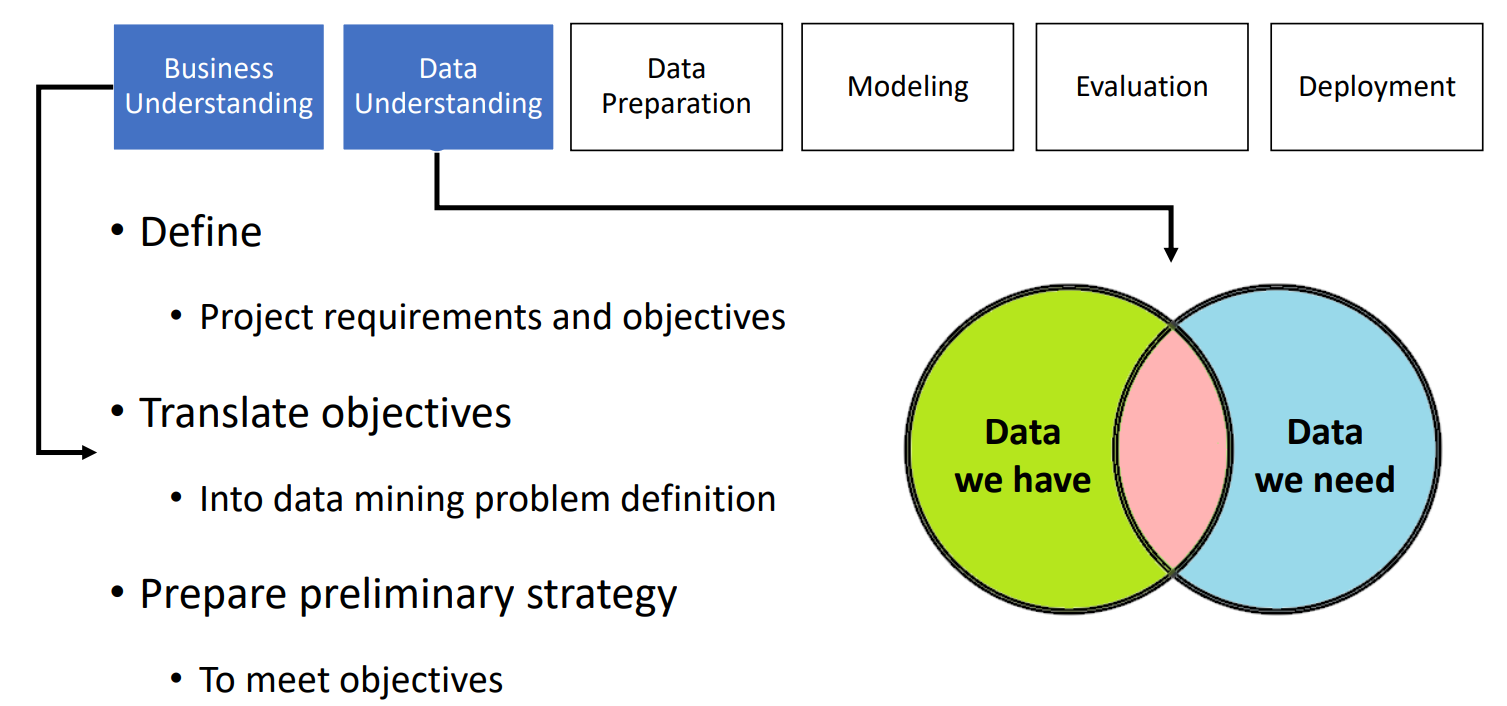 Business
Understanding
Data
Understanding
Data
Preparation
Modeling
Evaluation
Deployment
• Define
• Project requirements and objectives
• Translate objectives
• Into data mining problem definition
• Prepare preliminary strategy
• To meet objectives
Data
we have
Data
we need